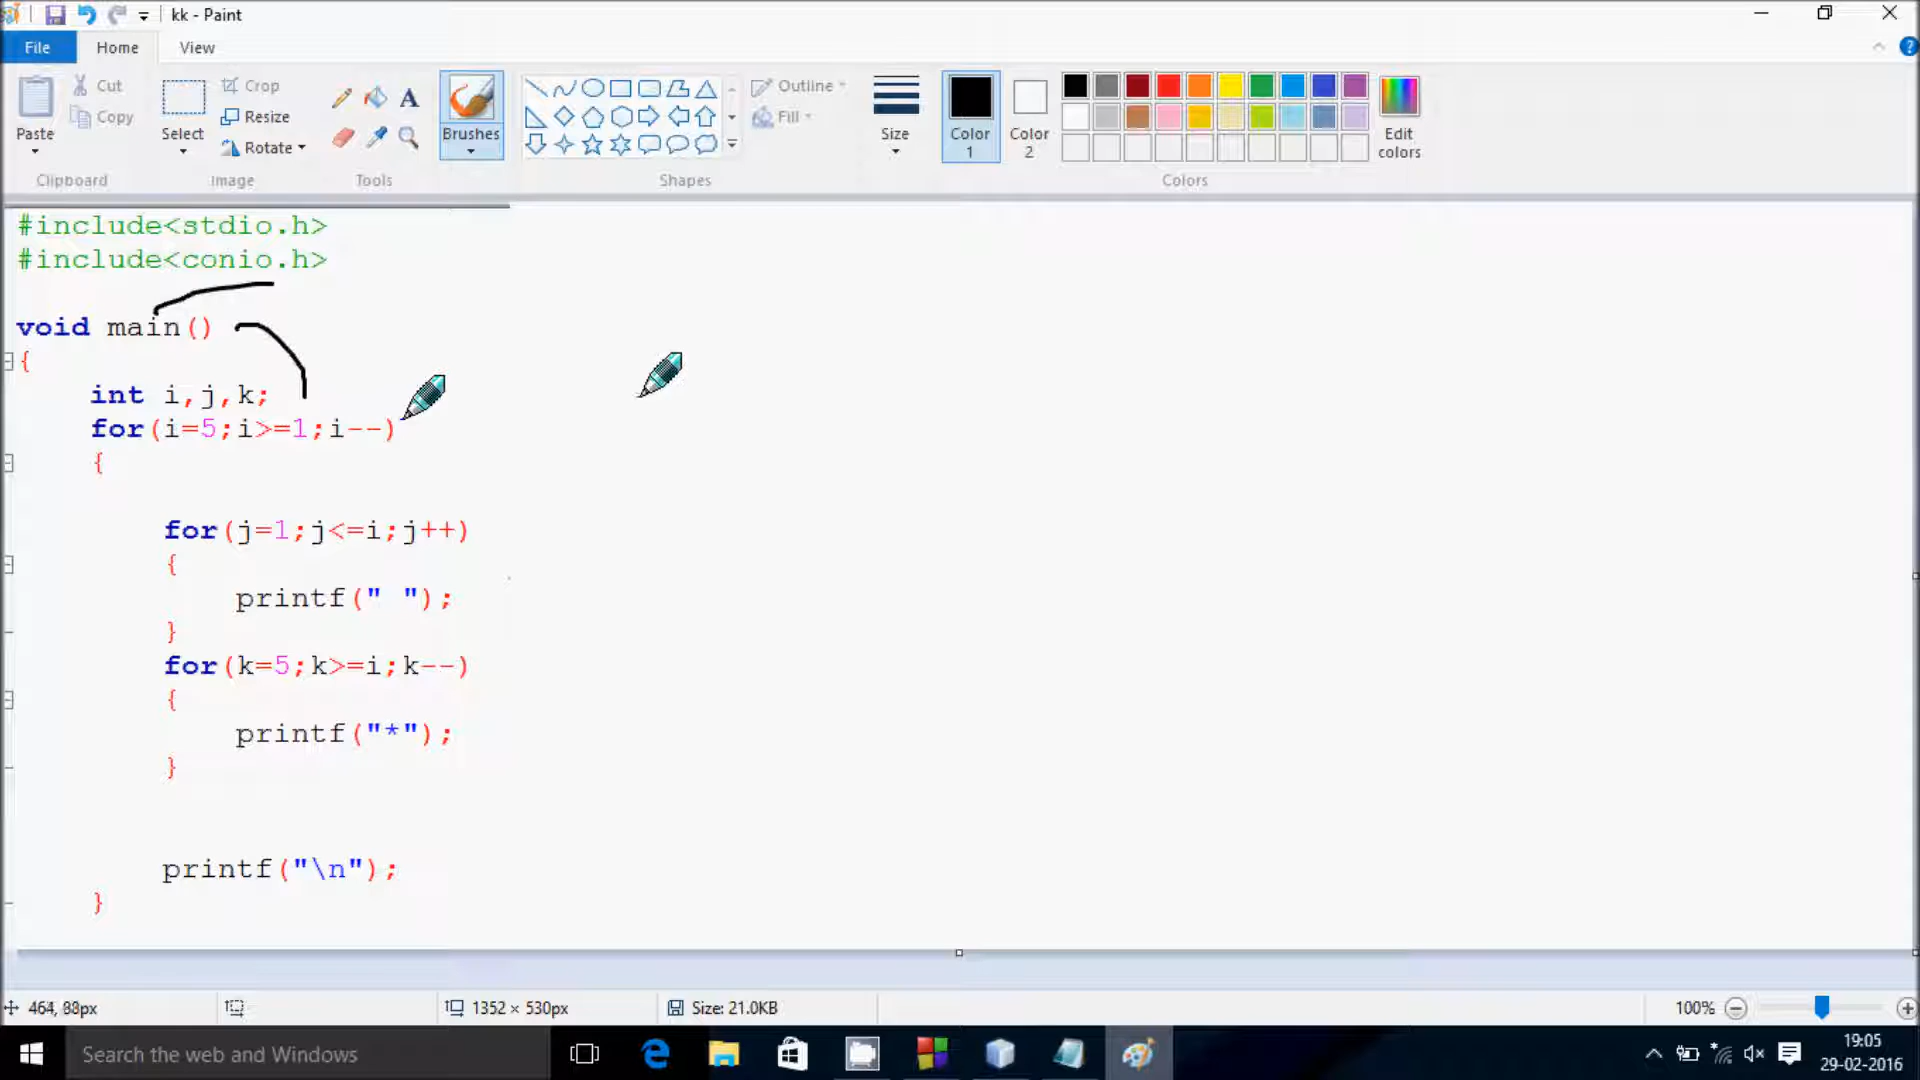 kk - Paint
File Home View
Paste
Cut
Copy
Clipboard
Select
Crop
Resize
Rotate
Image
Tools
Brushes
Outline
Fill
Shapes
Size
Color 1
Color 2
Edit colors
Colors
#include<stdio.h>
#include<conio.h>
void main()
{
int i,j,k;
for(i=5;i>=1;i--)
{
for(j=1;j<=i;j++)
{
printf(" ");
}
for(k=5;k>=i;k--)
{
printf("*");
}
printf("\n");
}
1352 × 530px
Size: 21.0KB
100%
Search the web and Windows
19:05
29-02-2016